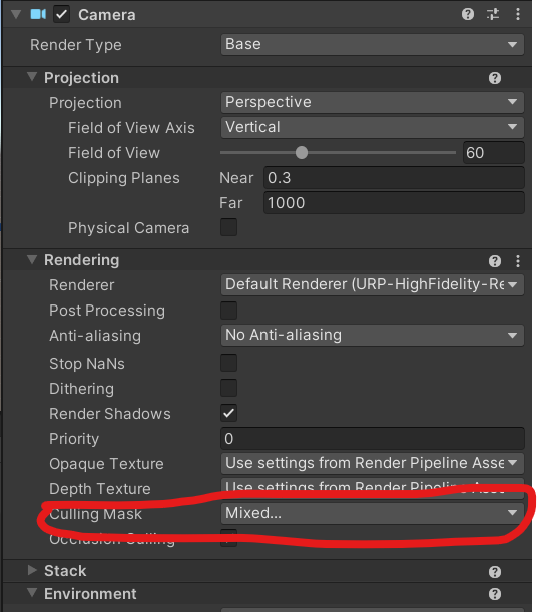 Camera
Render Type Base
Projection
Projection Perspective
Field of View Axis Vertical
Field of View 60
Clipping Planes Near 0.3
Far 1000
Physical Camera
Rendering
Renderer Default Renderer (URP-HighFidelity-Re
Post Processing
Anti-aliasing No Anti-aliasing
Stop NaNs
Dithering
Render Shadows
Priority 0
Opaque Texture Use settings from Render Pipeline Asse
Depth Texture Use settings from Render Pipeline Asse
Culling Mask Mixed...
Occlusion Culling
Stack
Environment